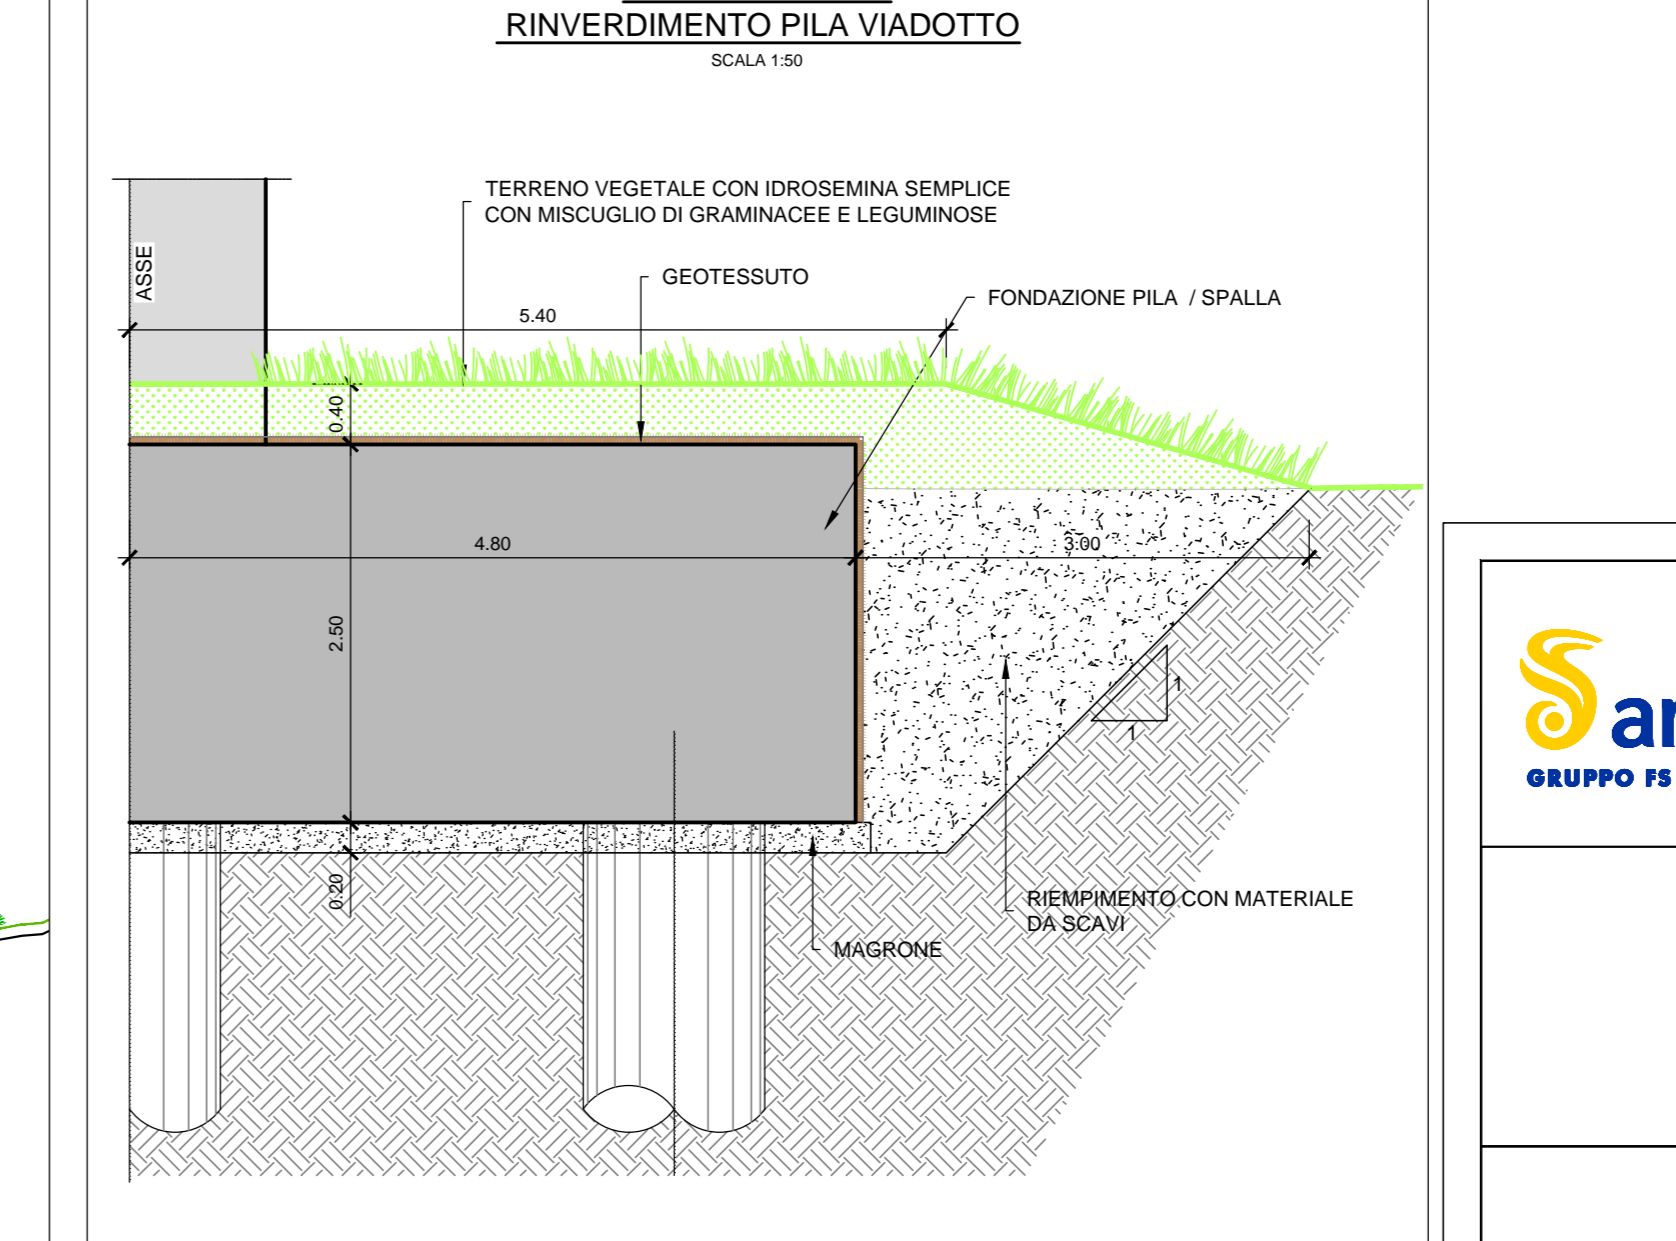 RINVERDIMENTO PILA VIADOTTO
SCALA 1:50
TERRENO VEGETALE CON IDROSEMINA SEMPLICE
CON MISCUGLIO DI GRAMINACEE E LEGUMINOSE
ASSE
GEOTESSUTO
FONDAZIONE PILA / SPALLA
5.40
0.40
4.80
3.00
2.50
1
1
0.20
RIEMPIMENTO CON MATERIALE
DA SCAVI
MAGRONE
GRUPPO FS